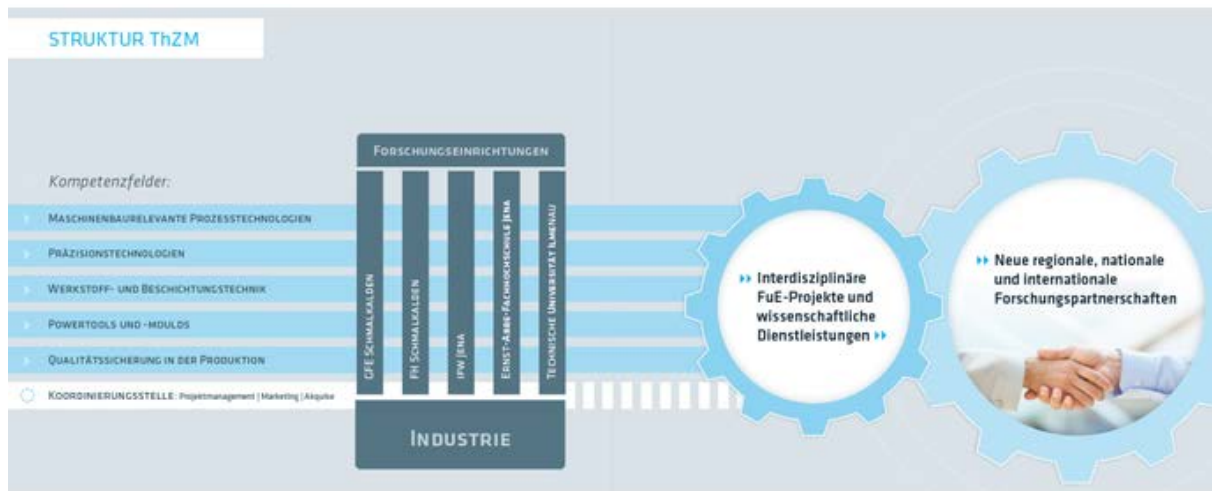 STRUKTUR ThZM
FORSCHUNGSEINRICHTUNGEN
Kompetenzfelder:
MASCHINENBAURELEVANTE PROZESSTECHNOLOGIEN
PRÄZISIONSTECHNOLOGIEN
WERKSTOFF- UND BESCHICHTUNGSTECHNIK
POWERTOOLS UND -MOULDS
QUALITÄTSSICHERUNG IN DER PRODUKTION
KOORDINIERUNGSSTELLE: Projektmanagement | Marketing | Akquise
GFE SCHMALKALDEN
FH SCHMALKALDEN
IFW JENA
ERNST-ABBE-FACHHOCHSCHULE JENA
TECHNISCHE UNIVERSITÄT ILMENAU
INDUSTRIE
Interdisziplinäre
FuE-Projekte und
wissenschaftliche
Dienstleistungen
Neue regionale, nationale
und internationale
Forschungspartnerschaften